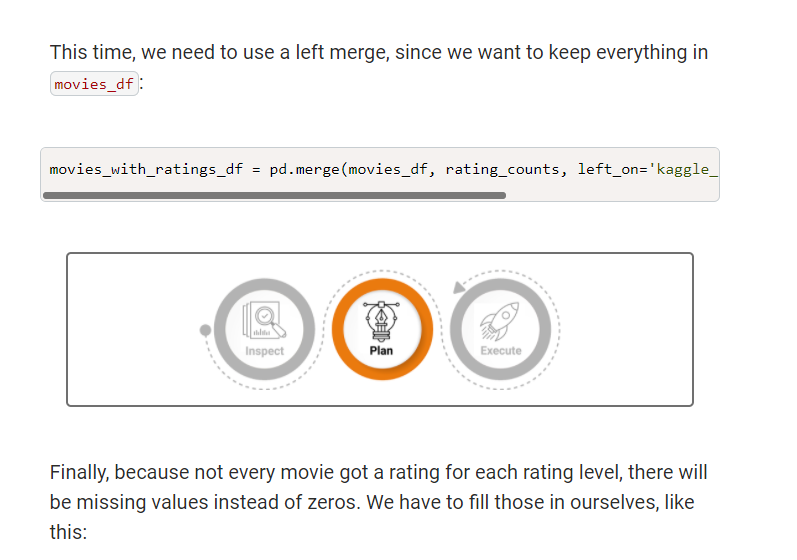 This time, we need to use a left merge, since we want to keep everything in
movies_df:
movies_with_ratings_df = pd.merge(movies_df, rating_counts, left_on='kaggle_
Inspect
Plan
Execute
Finally, because not every movie got a rating for each rating level, there will
be missing values instead of zeros. We have to fill those in ourselves, like
this: